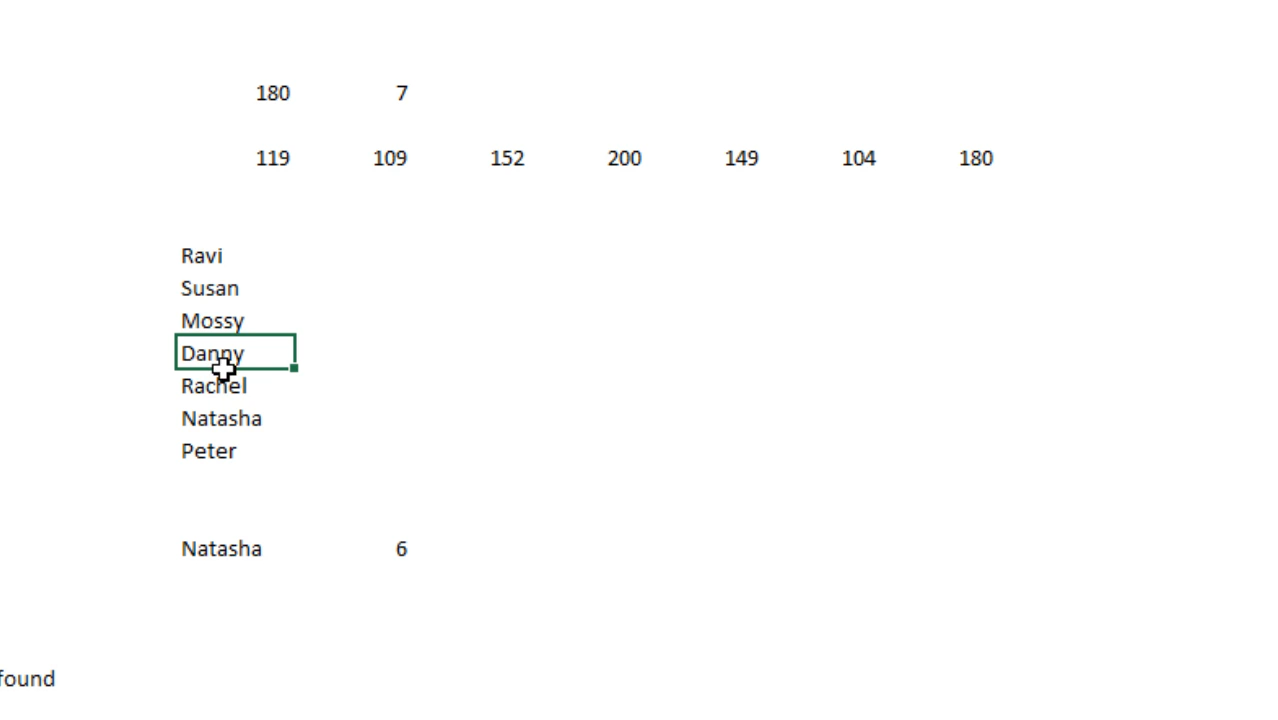 180 7
119 109 152 200 149 104 180
Ravi
Susan
Mossy
Danny
Rachel
Natasha
Peter
Natasha 6
found